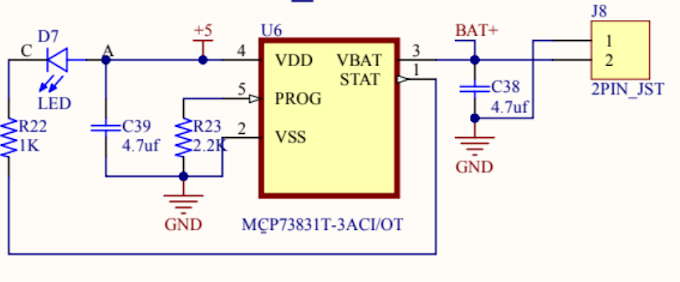 J8
D7
+5
U6
BAT+
C
A
4
VDD
VBAT
3
1
STAT
1
2
LED
5
PROG
C38
4.7uf
2PIN_JST
R22
1K
C39
4.7uf
R23
2.2K
2
VSS
GND
GND
MCP73831T-3ACI/OT